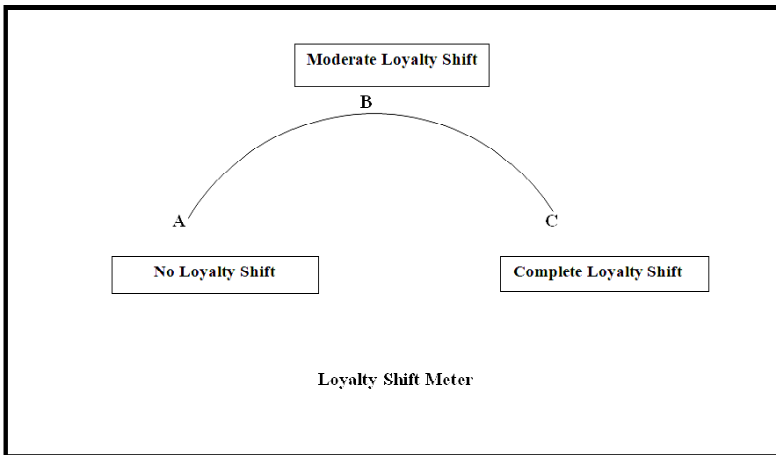 Moderate Loyalty Shift
B
A
C
No Loyalty Shift
Complete Loyalty Shift
Loyalty Shift Meter